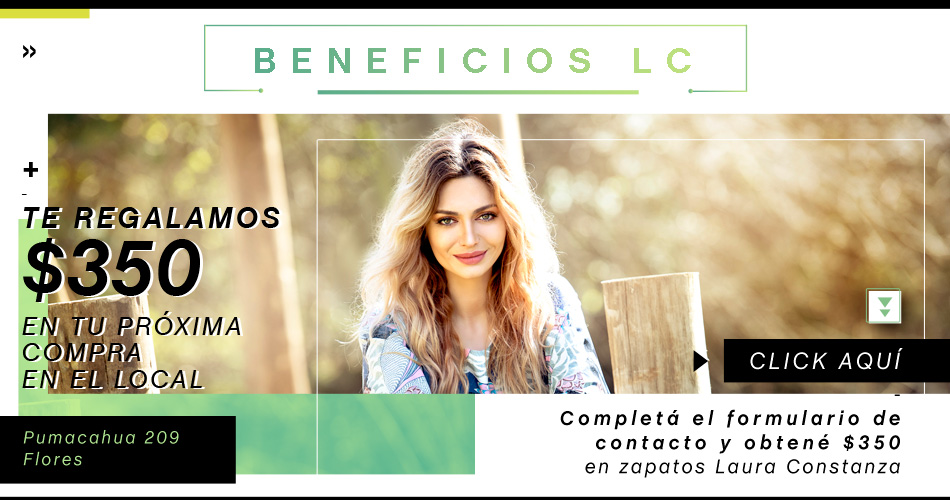 »
BENEFICIOS LC
+
-
TE REGALAMOS
$350
EN TU PRÓXIMA
COMPRA
EN EL LOCAL
Pumacahua 209
Flores
CLICK AQUÍ
-
Completá el formulario de
contacto y obtené $350
en zapatos Laura Constanza